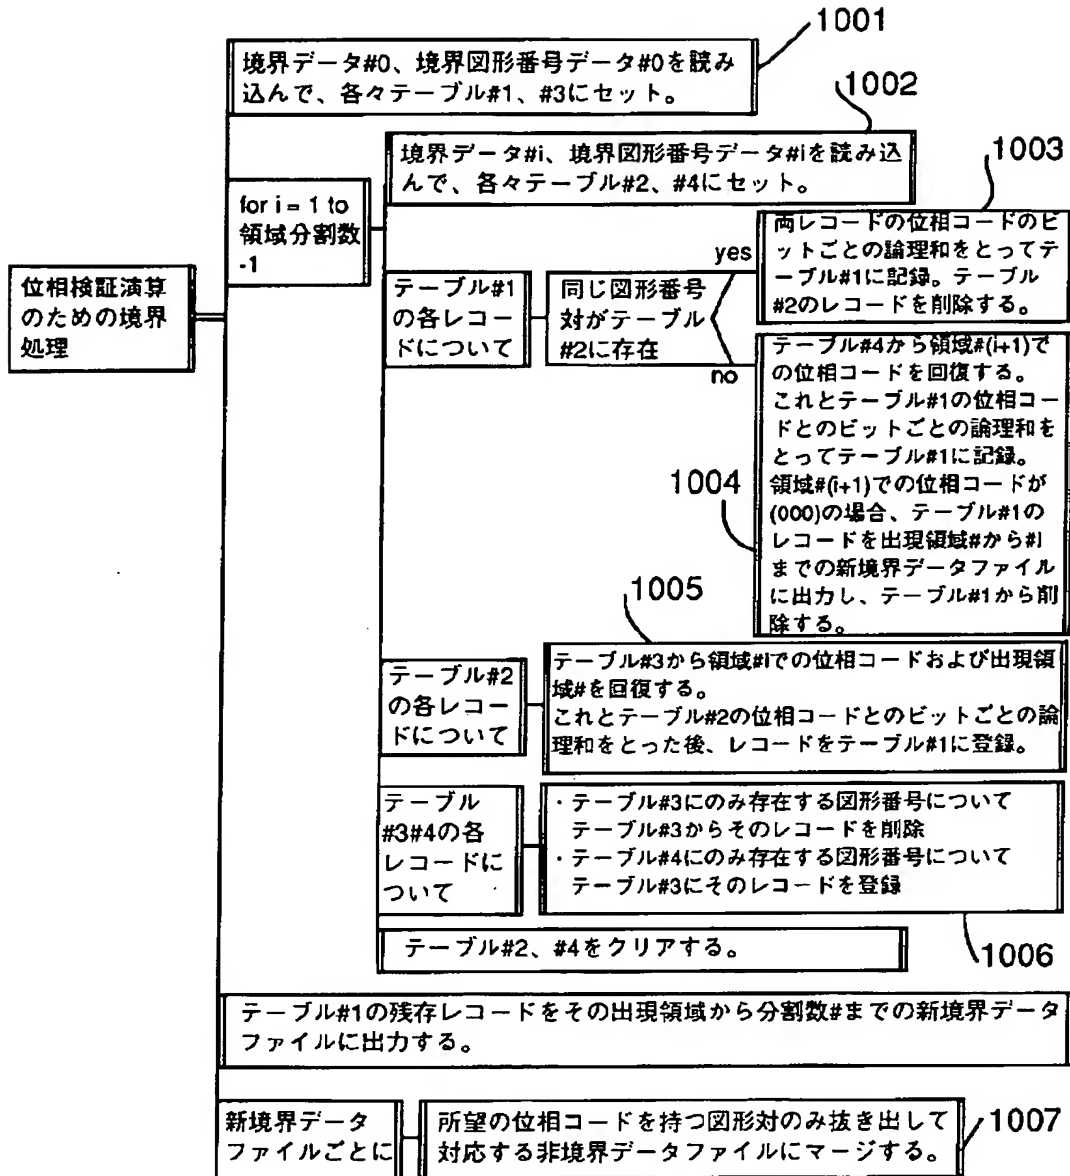 1001
境界データ#0、境界図形番号データ#0を読み
込んで、各々テーブル#1、#3にセット。
1002
境界データ#i、境界図形番号データ#iを読み込
んで、各々テーブル#2、#4にセット。
1003
for i = 1 to
領域分割数
-1
両レコードの位相コードのビ
ットごとの論理和をとってテ
ーブル#1に記録。テーブル
#2のレコードを削除する。
yes
位相検証演算
のための境界
処理
テーブル#1
の各レコー
ドについて
同じ図形番号
対がテーブル
#2に存在
no
テーブル#4から領域#(i+1)で
の位相コードを回復する。
これとテーブル#1の位相コー
ドとのビットごとの論理和を
とってテーブル#1に記録。
領域#(i+1)での位相コードが
(000)の場合、テーブル#1の
レコードを出現領域#から#i
までの新境界データファイル
に出力し、テーブル#1から削
除する。
1004
1005
テーブル#2
の各レコー
ドについて
テーブル#3から領域#iでの位相コードおよび出現領
域#を回復する。
これとテーブル#2の位相コードとのビットごとの論
理和をとった後、レコードをテーブル#1に登録。
テーブル
#3#4の各
レコードに
ついて
・テーブル#3にのみ存在する図形番号について
テーブル#3からそのレコードを削除
・テーブル#4にのみ存在する図形番号について
テーブル#3にそのレコードを登録
1006
テーブル#2、#4をクリアする。
テーブル#1の残存レコードをその出現領域から分割数#までの新境界データ
ファイルに出力する。
新境界データ
ファイルごとに
所望の位相コードを持つ図形対のみ抜き出して
対応する非境界データファイルにマージする。
1007